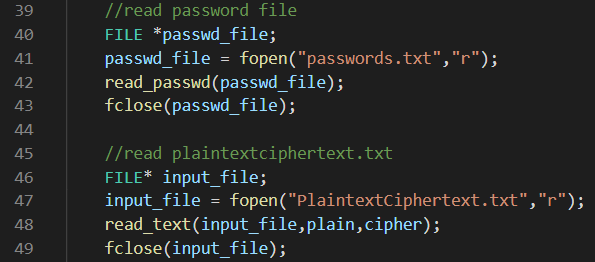 39 //read password file
40 FILE *passwd_file;
41 passwd_file = fopen("passwords.txt","r");
42 read_passwd(passwd_file);
43 fclose(passwd_file);
44
45 //read plaintextciphertext.txt
46 FILE* input_file;
47 input_file = fopen("PlaintextCiphertext.txt","r");
48 read_text(input_file,plain,cipher);
49 fclose(input_file);